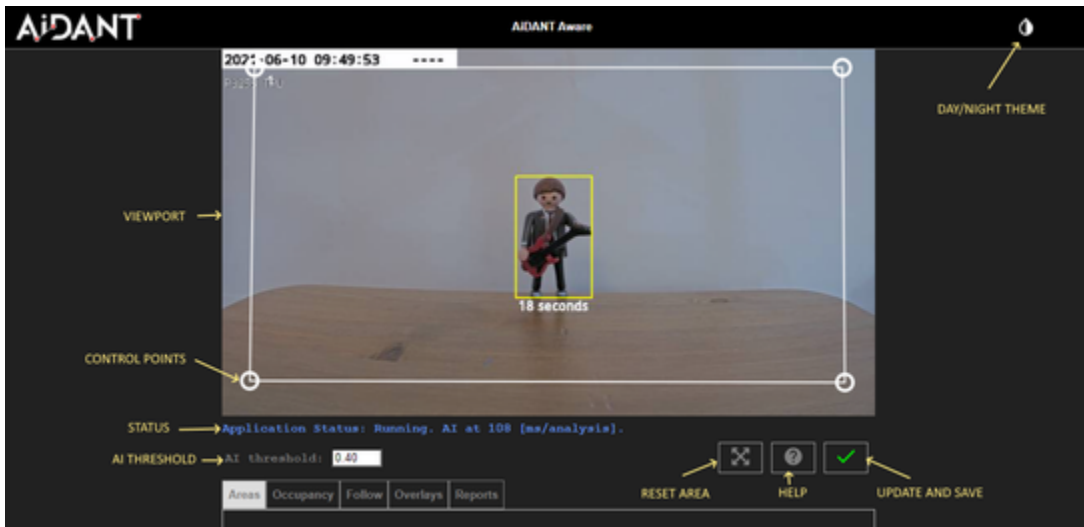 AiDANT
AiDANT Aware
2021-06-10 09:49:53 ----
DAY/NIGHT THEME
VIEWPORT
18 seconds
CONTROL POINTS
STATUS
Application Status: Running. AI at 108 [ms/analysis].
AI THRESHOLD
AI threshold: 0.40
RESET AREA
HELP
UPDATE AND SAVE
Areas Occupancy Follow Overlays Reports